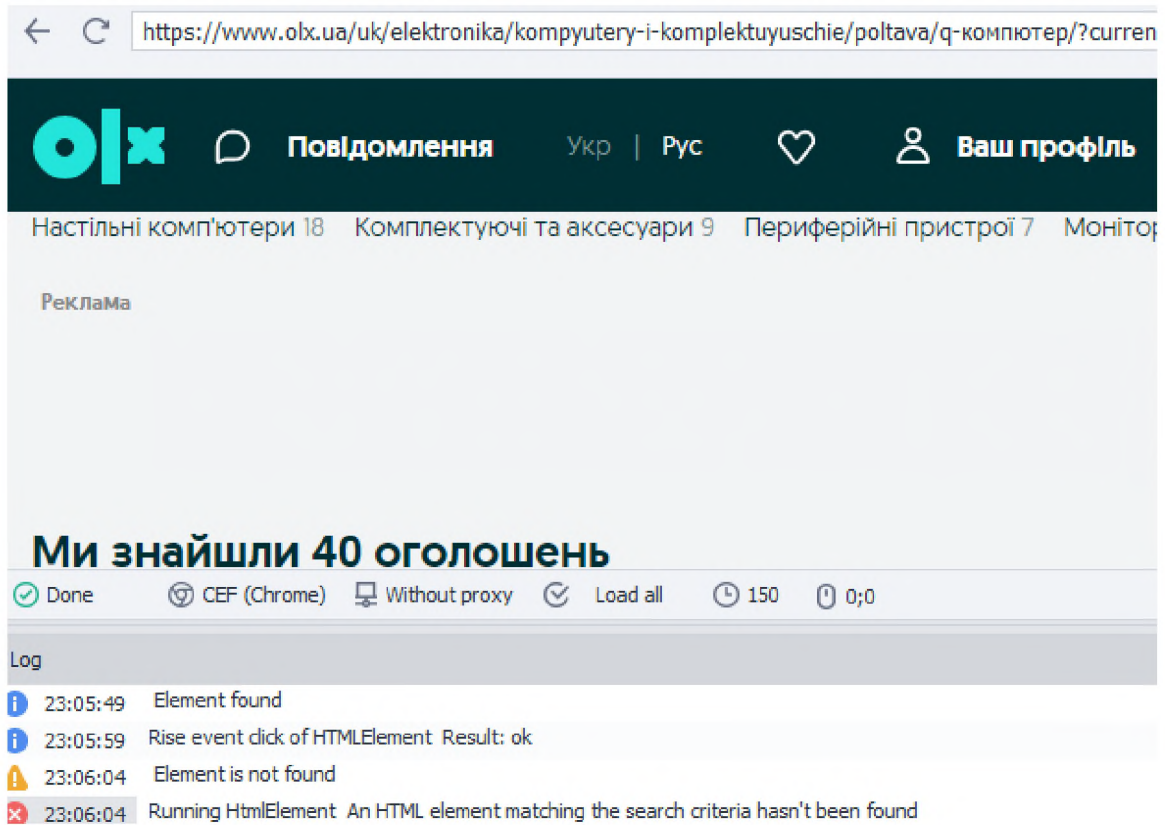 https://www.olx.ua/uk/elektronika/kompyutery-i-komplektuyuschie/poltava/q-компютер/?curren
olx Повідомлення Укр | Рус Ваш профіль
Настільні комп'ютери 18 Комплектуючі та аксесуари 9 Периферійні пристрої 7 Монітор
Реклама
Ми знайшли 40 оголошень
Done CEF (Chrome) Without proxy Load all 150 0;0
Log
23:05:49 Element found
23:05:59 Rise event click of HTMLElement Result: ok
23:06:04 Element is not found
23:06:04 Running HtmlElement An HTML element matching the search criteria hasn't been found